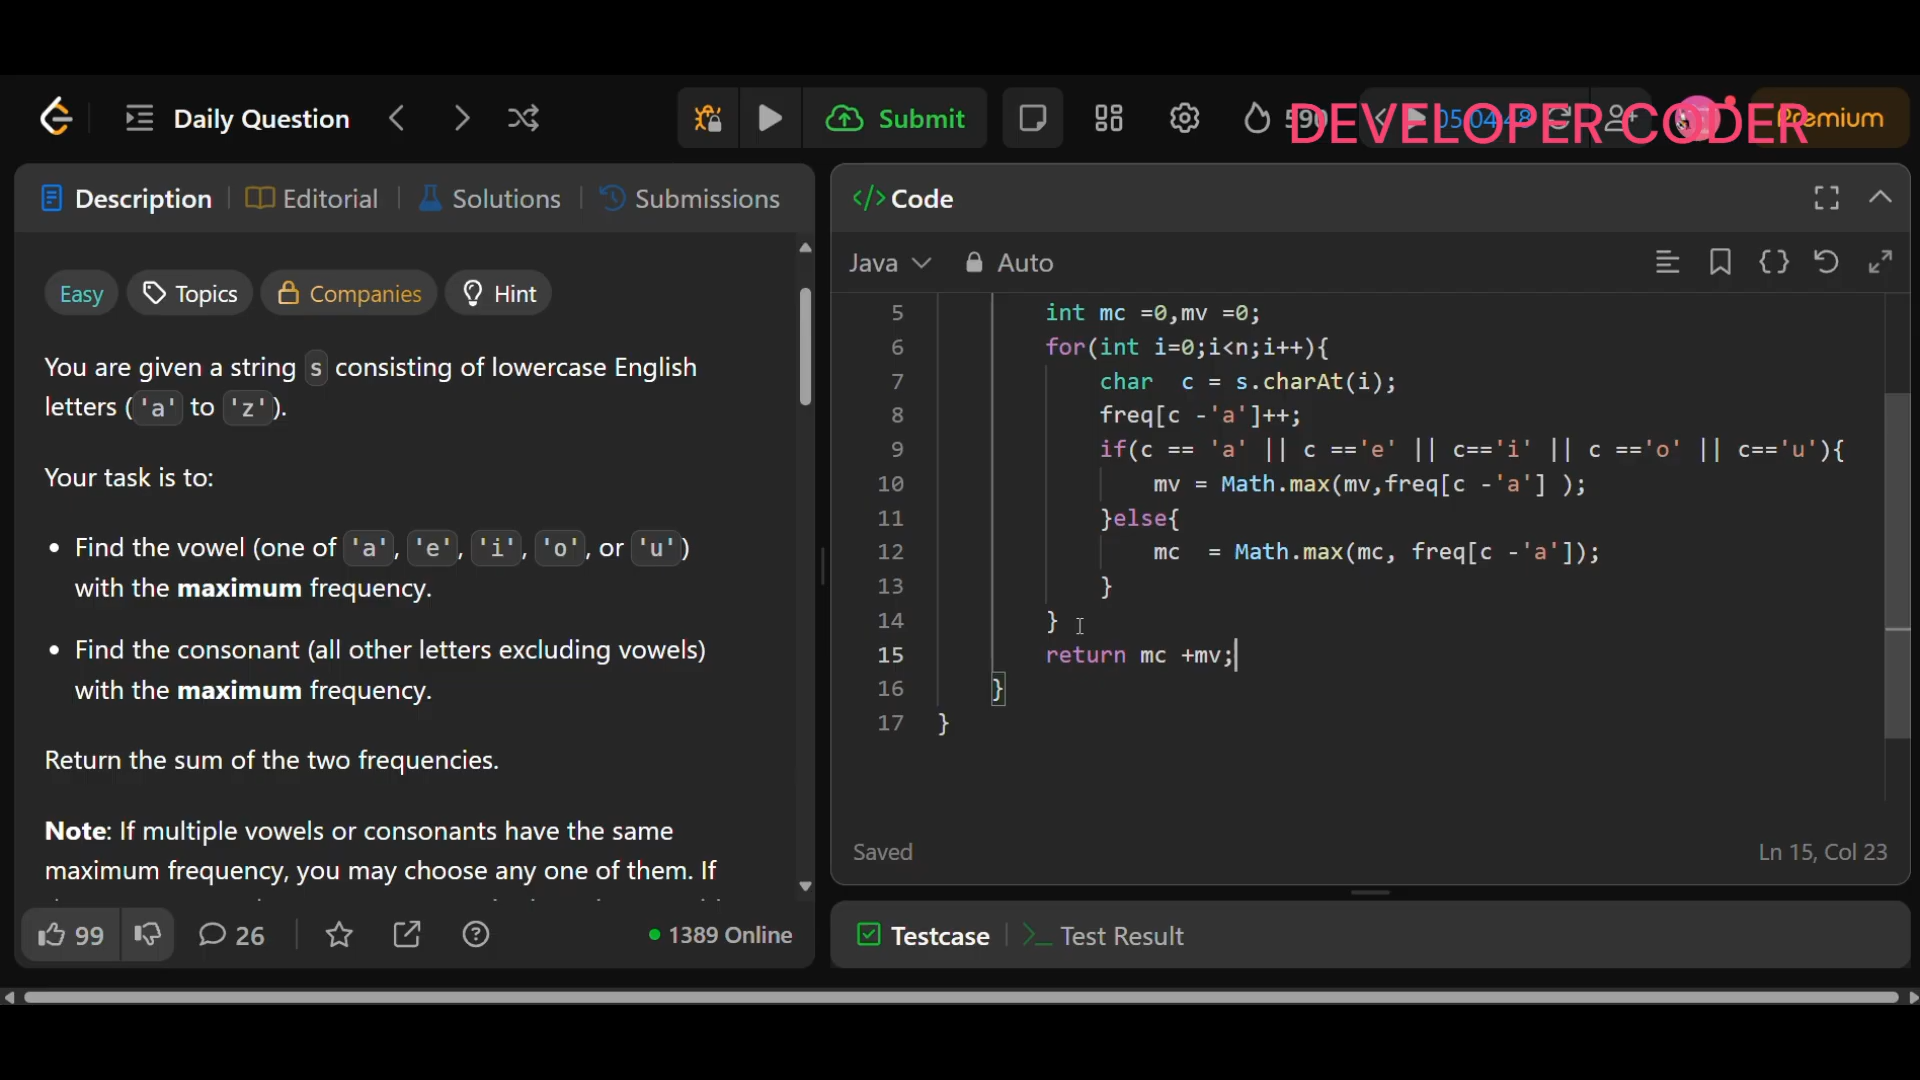 Daily Question
Submit
590
05:04:48
Premium
DEVELOPER CODER
Description
Editorial
Solutions
Submissions
</> Code
Easy
Topics
Companies
Hint
Java
Auto
You are given a string s consisting of lowercase English
letters ('a' to 'z').
Your task is to:
• Find the vowel (one of 'a', 'e', 'i', 'o', or 'u')
with the maximum frequency.
• Find the consonant (all other letters excluding vowels)
with the maximum frequency.
Return the sum of the two frequencies.
Note: If multiple vowels or consonants have the same
maximum frequency, you may choose any one of them. If
99
26
1389 Online
5 int mc =0,mv =0;
6 for(int i=0;i<n;i++){
7 char  c = s.charAt(i);
8 freq[c -'a']++;
9 if(c == 'a' || c =='e' || c=='i' || c =='o' || c=='u'){
10 mv = Math.max(mv,freq[c -'a'] );
11 }else{
12 mc  = Math.max(mc, freq[c -'a']);
13 }
14 }
15 return mc +mv;
16 }
17 }
Saved
Ln 15, Col 23
Testcase
Test Result